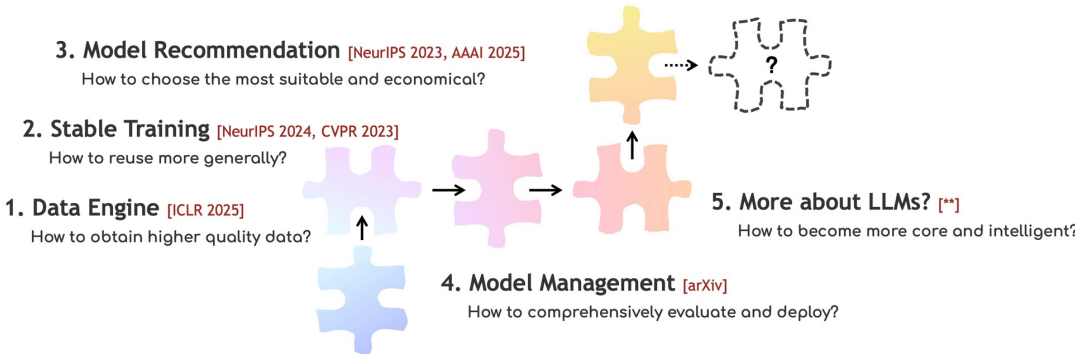 3. Model Recommendation [NeurIPS 2023, AAAI 2025]
How to choose the most suitable and economical?
?
2. Stable Training [NeurIPS 2024, CVPR 2023]
How to reuse more generally?
1. Data Engine [ICLR 2025]
How to obtain higher quality data?
5. More about LLMs? [**]
How to become more core and intelligent?
4. Model Management [arXiv]
How to comprehensively evaluate and deploy?